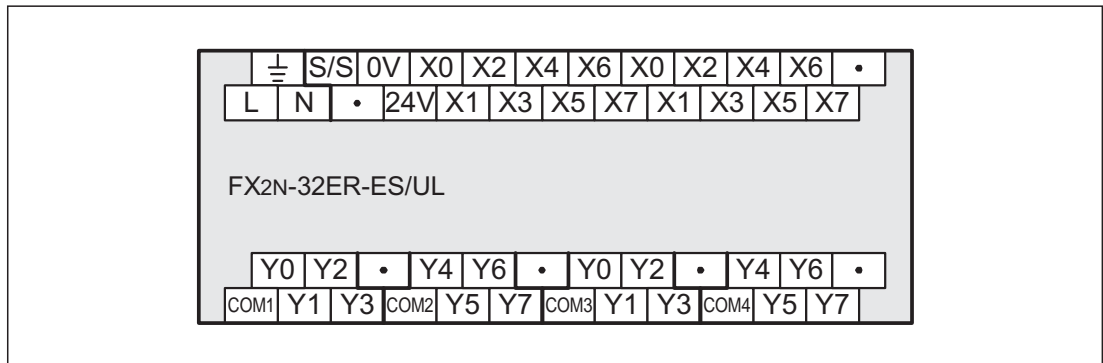 ⏚ S/S 0V X0 X2 X4 X6 X0 X2 X4 X6 •
L N • 24V X1 X3 X5 X7 X1 X3 X5 X7
FX2N-32ER-ES/UL
Y0 Y2 • Y4 Y6 • Y0 Y2 • Y4 Y6 •
COM1 Y1 Y3 COM2 Y5 Y7 COM3 Y1 Y3 COM4 Y5 Y7